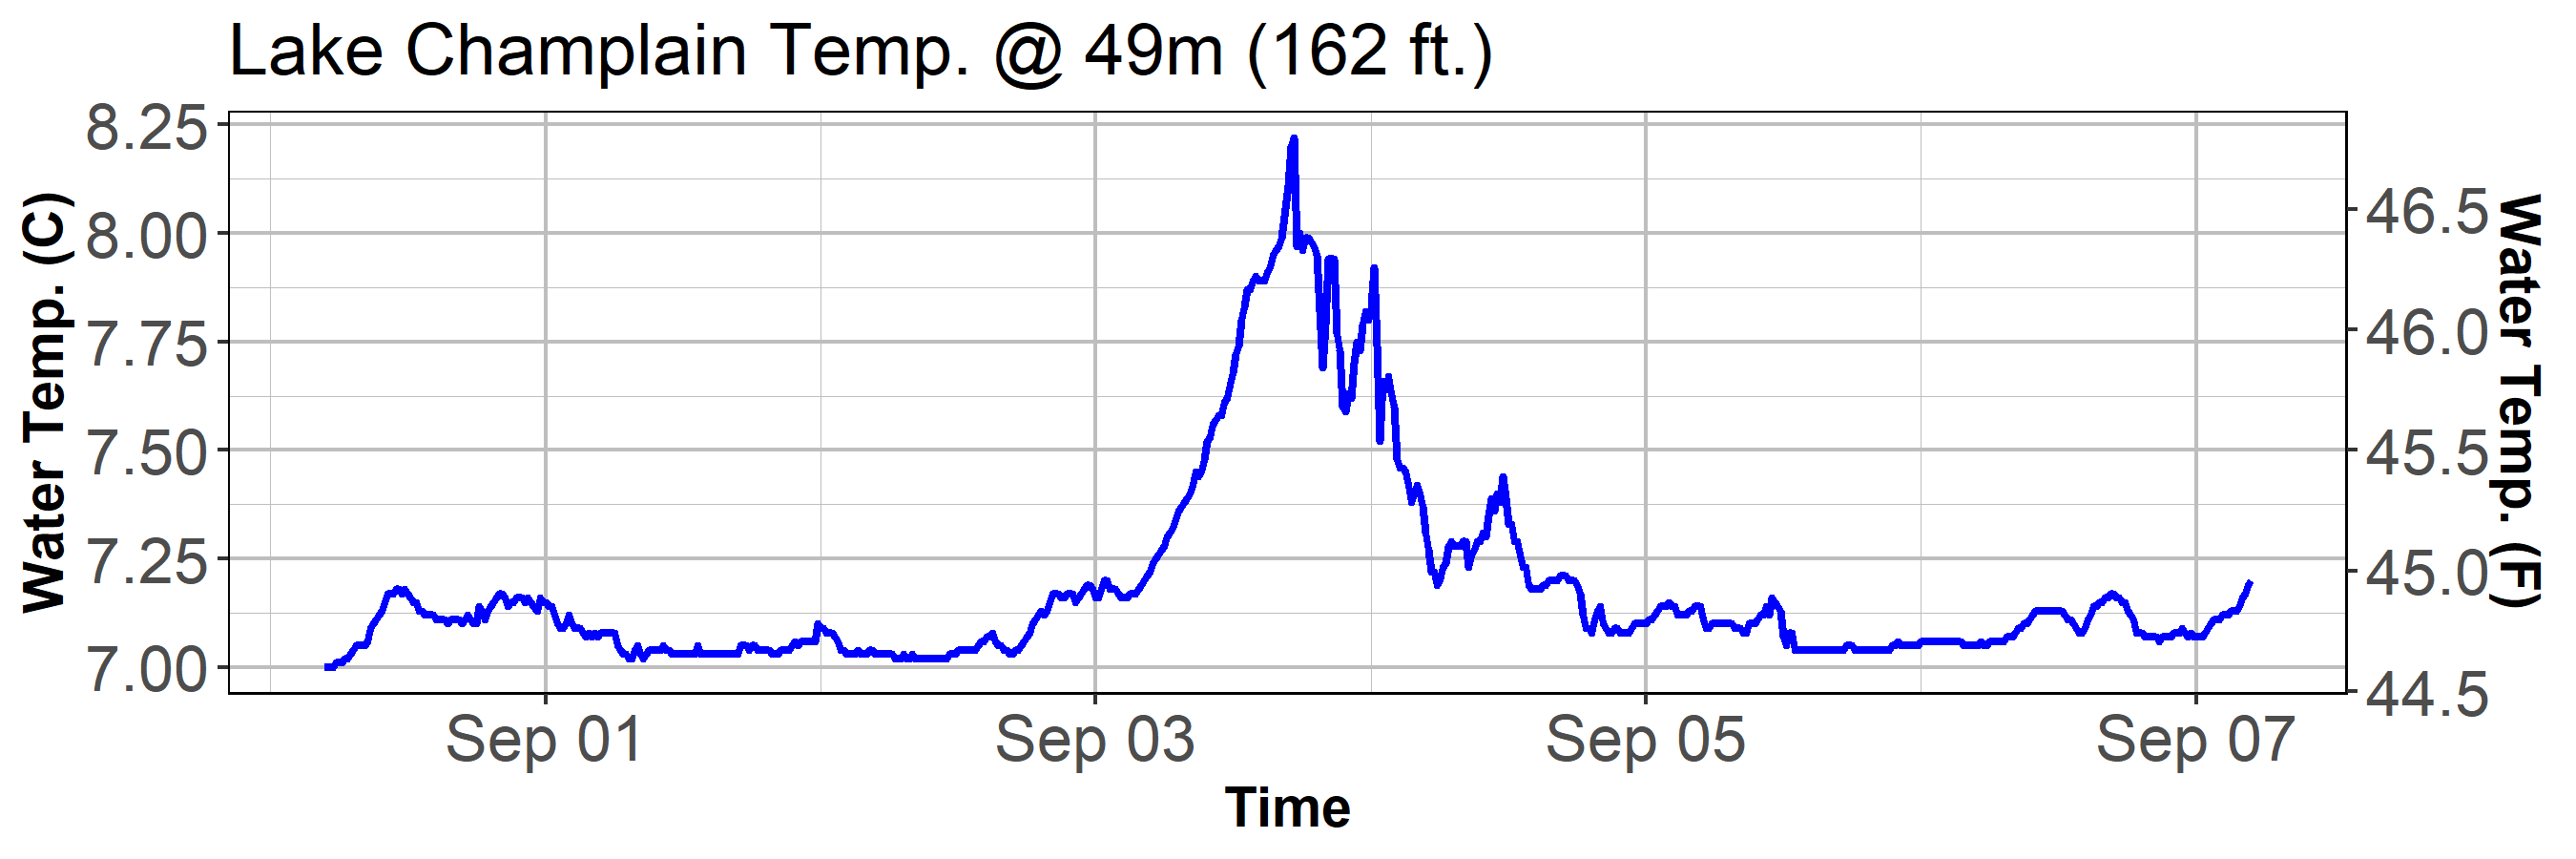 Lake Champlain Temp. @ 49m (162 ft.)
Water Temp. (C)
8.25
8.00
7.75
7.50
7.25
7.00
46.5
46.0
45.5
45.0
44.5
Water Temp. (F)
Sep 01
Sep 03
Sep 05
Sep 07
Time